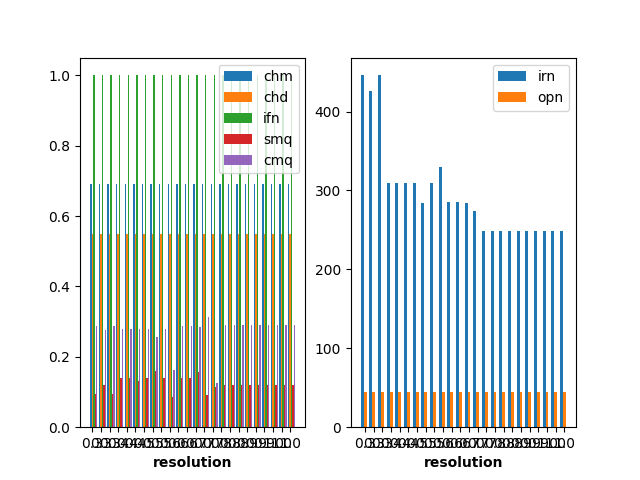 1.0
0.8
0.6
0.4
0.2
0.0
chm
chd
ifn
smq
cmq
resolution
400
300
200
100
0
irn
opn
resolution